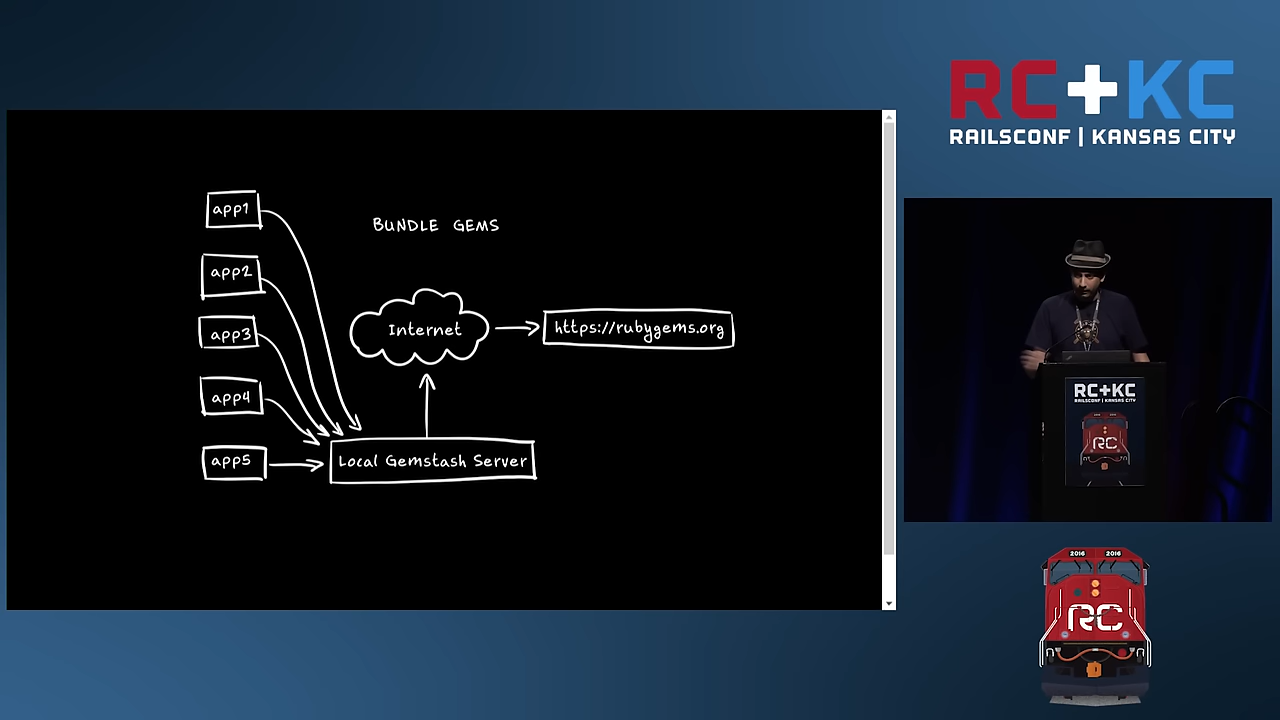 RC+KC
RAILSCONF | KANSAS CITY
app1
BUNDLE GEMS
app2
Internet
https://rubygems.org
app3
app4
app5
Local Gemstash Server
RC+KC
RAILSCONF | KANSAS CITY
RC
2016 2016
RC